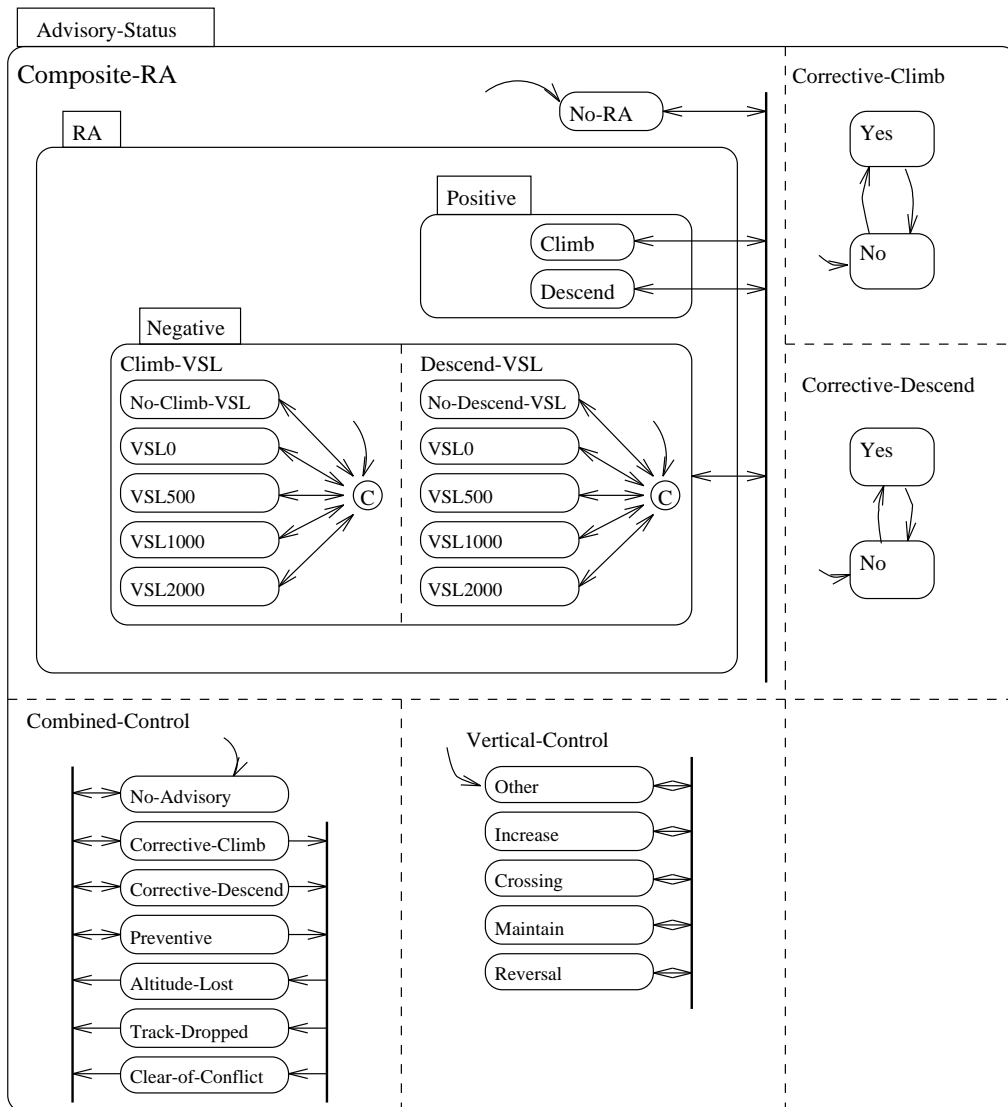 Advisory-Status
Composite-RA
No-RA
RA
Positive
Climb
Descend
Negative
Climb-VSL
No-Climb-VSL
VSL0
VSL500
VSL1000
VSL2000
C
Descend-VSL
No-Descend-VSL
VSL0
VSL500
VSL1000
VSL2000
C
Corrective-Climb
Yes
No
Corrective-Descend
Yes
No
Combined-Control
No-Advisory
Corrective-Climb
Corrective-Descend
Preventive
Altitude-Lost
Track-Dropped
Clear-of-Conflict
Vertical-Control
Other
Increase
Crossing
Maintain
Reversal